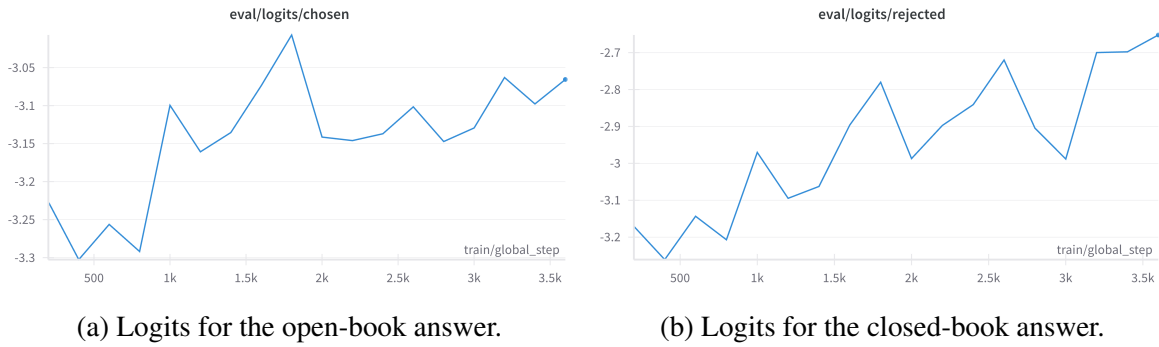 eval/logits/chosen
-3.05
-3.1
-3.15
-3.2
-3.25
-3.3
train/global_step
500 1k 1.5k 2k 2.5k 3k 3.5k
(a) Logits for the open-book answer.
eval/logits/rejected
-2.7
-2.8
-2.9
-3
-3.1
-3.2
train/global_step
500 1k 1.5k 2k 2.5k 3k 3.5k
(b) Logits for the closed-book answer.